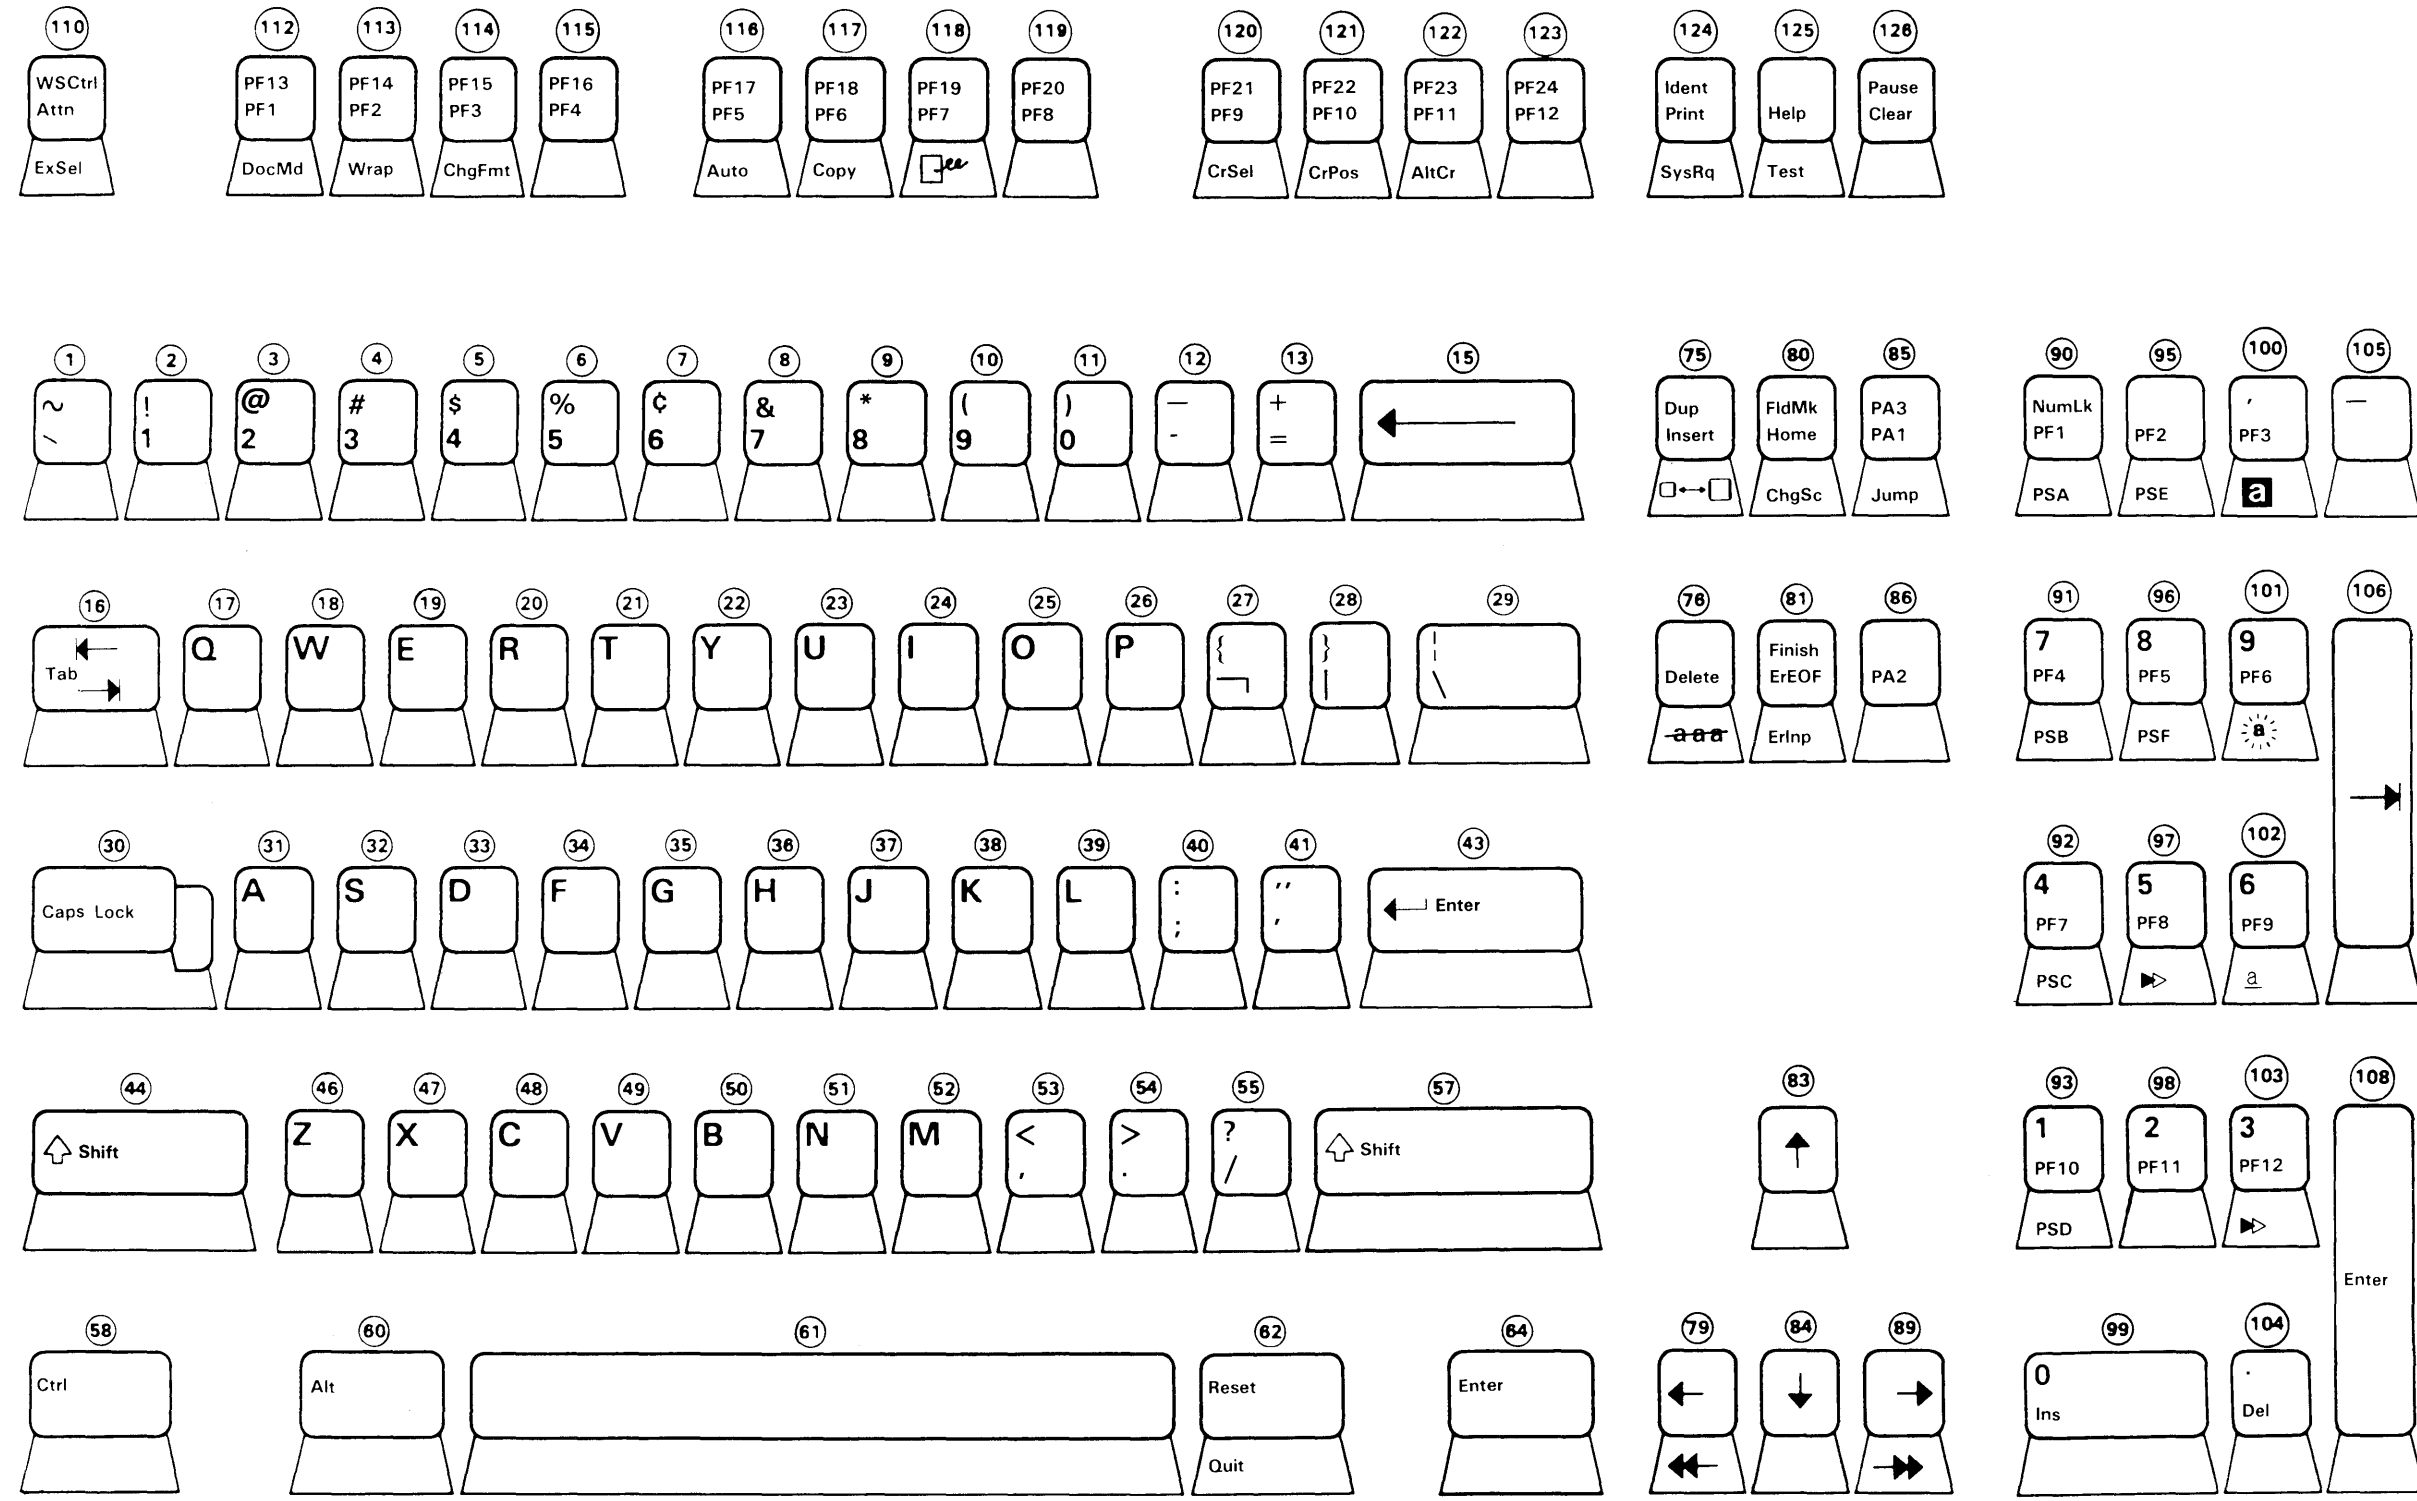 110 112 113 114 115 116 117 118 119 120 121 122 123 124 125 126
WSCtrl PF13 PF14 PF15 PF16 PF17 PF18 PF19 PF20 PF21 PF22 PF23 PF24 Ident Pause
Attn PF1 PF2 PF3 PF4 PF5 PF6 PF7 PF8 PF9 PF10 PF11 PF12 Print Help Clear
ExSel DocMd Wrap ChgFmt Auto Copy CrSel CrPos AltCr SysRq Test
1 2 3 4 5 6 7 8 9 10 11 12 13 15 75 80 85 90 95 100 105
~ ! @ # $ % ¢ & * ( ) — + Dup FldMk PA3 NumLk , —
\ 1 2 3 4 5 6 7 8 9 0 - = Insert Home PA1 PF1 PF2 PF3
ChgSc Jump PSA PSE a
16 17 18 19 20 21 22 23 24 25 26 27 28 29 76 81 86 91 96 101 106
Q W E R T Y U I O P { } ¦ Finish 7 8 9
Tab ¬ | \ Delete ErEOF PA2 PF4 PF5 PF6
aaa ErInp PSB PSF a
30 31 32 33 34 35 36 37 38 39 40 41 43 92 97 102
A S D F G H J K L : " 4 5 6
Caps Lock ; ' Enter PF7 PF8 PF9
PSC a
44 46 47 48 49 50 51 52 53 54 55 57 83 93 98 103 108
Shift Z X C V B N M < > ? Shift 1 2 3
, . / PF10 PF11 PF12
PSD
Enter
58 60 61 62 64 79 84 89 99 104
Ctrl Alt Reset Enter 0 .
Ins Del
Quit